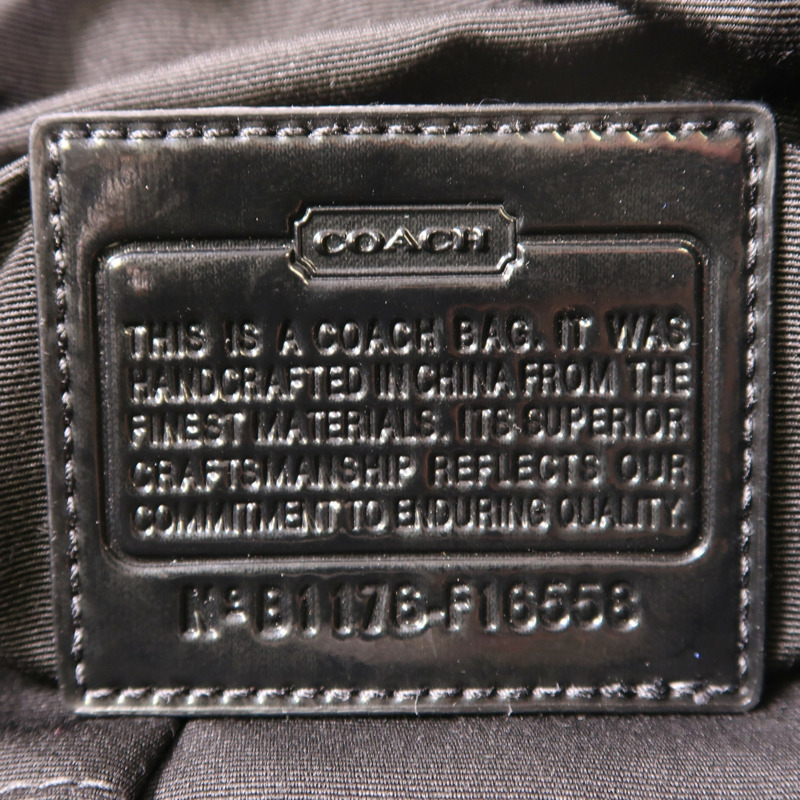 COACH
THIS IS A COACH BAG. IT WAS
HANDCRAFTED IN CHINA FROM THE
FINEST MATERIALS. ITS SUPERIOR
CRAFTSMANSHIP REFLECTS OUR
COMMITMENT TO ENDURING QUALITY.
Nº B1176-F16558